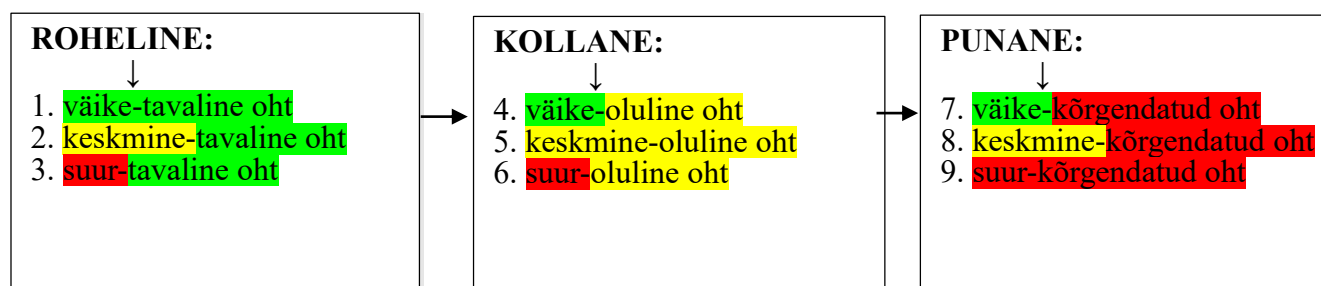 ROHELINE:
↓
1. väike-tavaline oht
2. keskmine-tavaline oht
3. suur-tavaline oht
KOLLANE:
↓
4. väike-oluline oht
5. keskmine-oluline oht
6. suur-oluline oht
PUNANE:
↓
7. väike-kõrgendatud oht
8. keskmine-kõrgendatud oht
9. suur-kõrgendatud oht